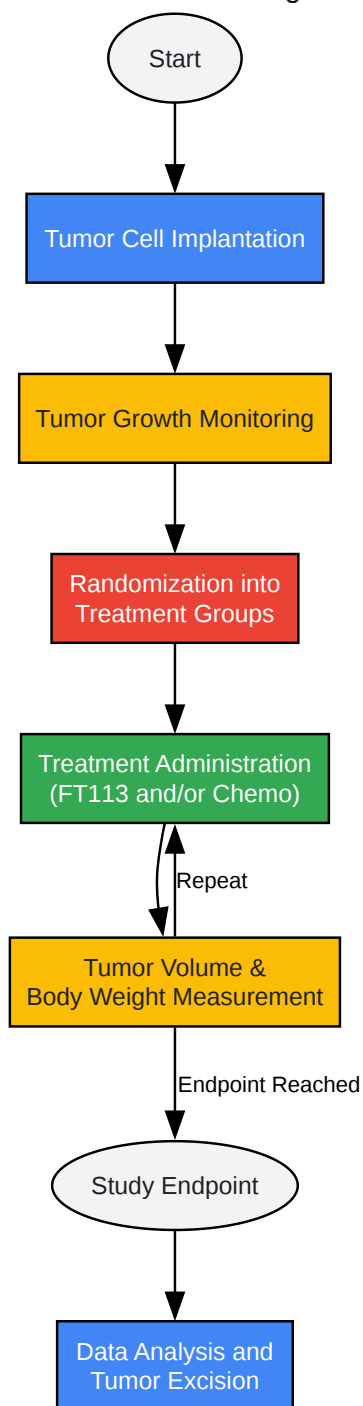 Start
Tumor Cell Implantation
Tumor Growth Monitoring
Randomization into
Treatment Groups
Treatment Administration
(FT113 and/or Chemo)
Repeat
Tumor Volume &
Body Weight Measurement
Endpoint Reached
Study Endpoint
Data Analysis and
Tumor Excision